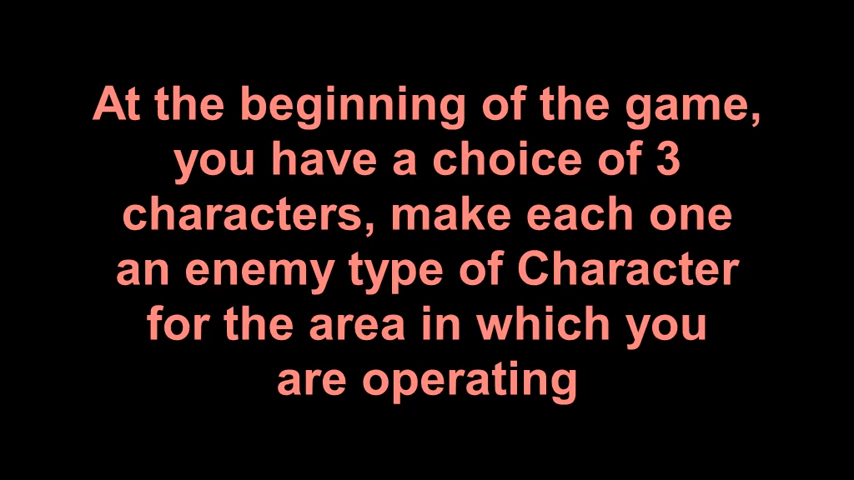 At the beginning of the game,
you have a choice of 3
characters, make each one
an enemy type of Character
for the area in which you
are operating